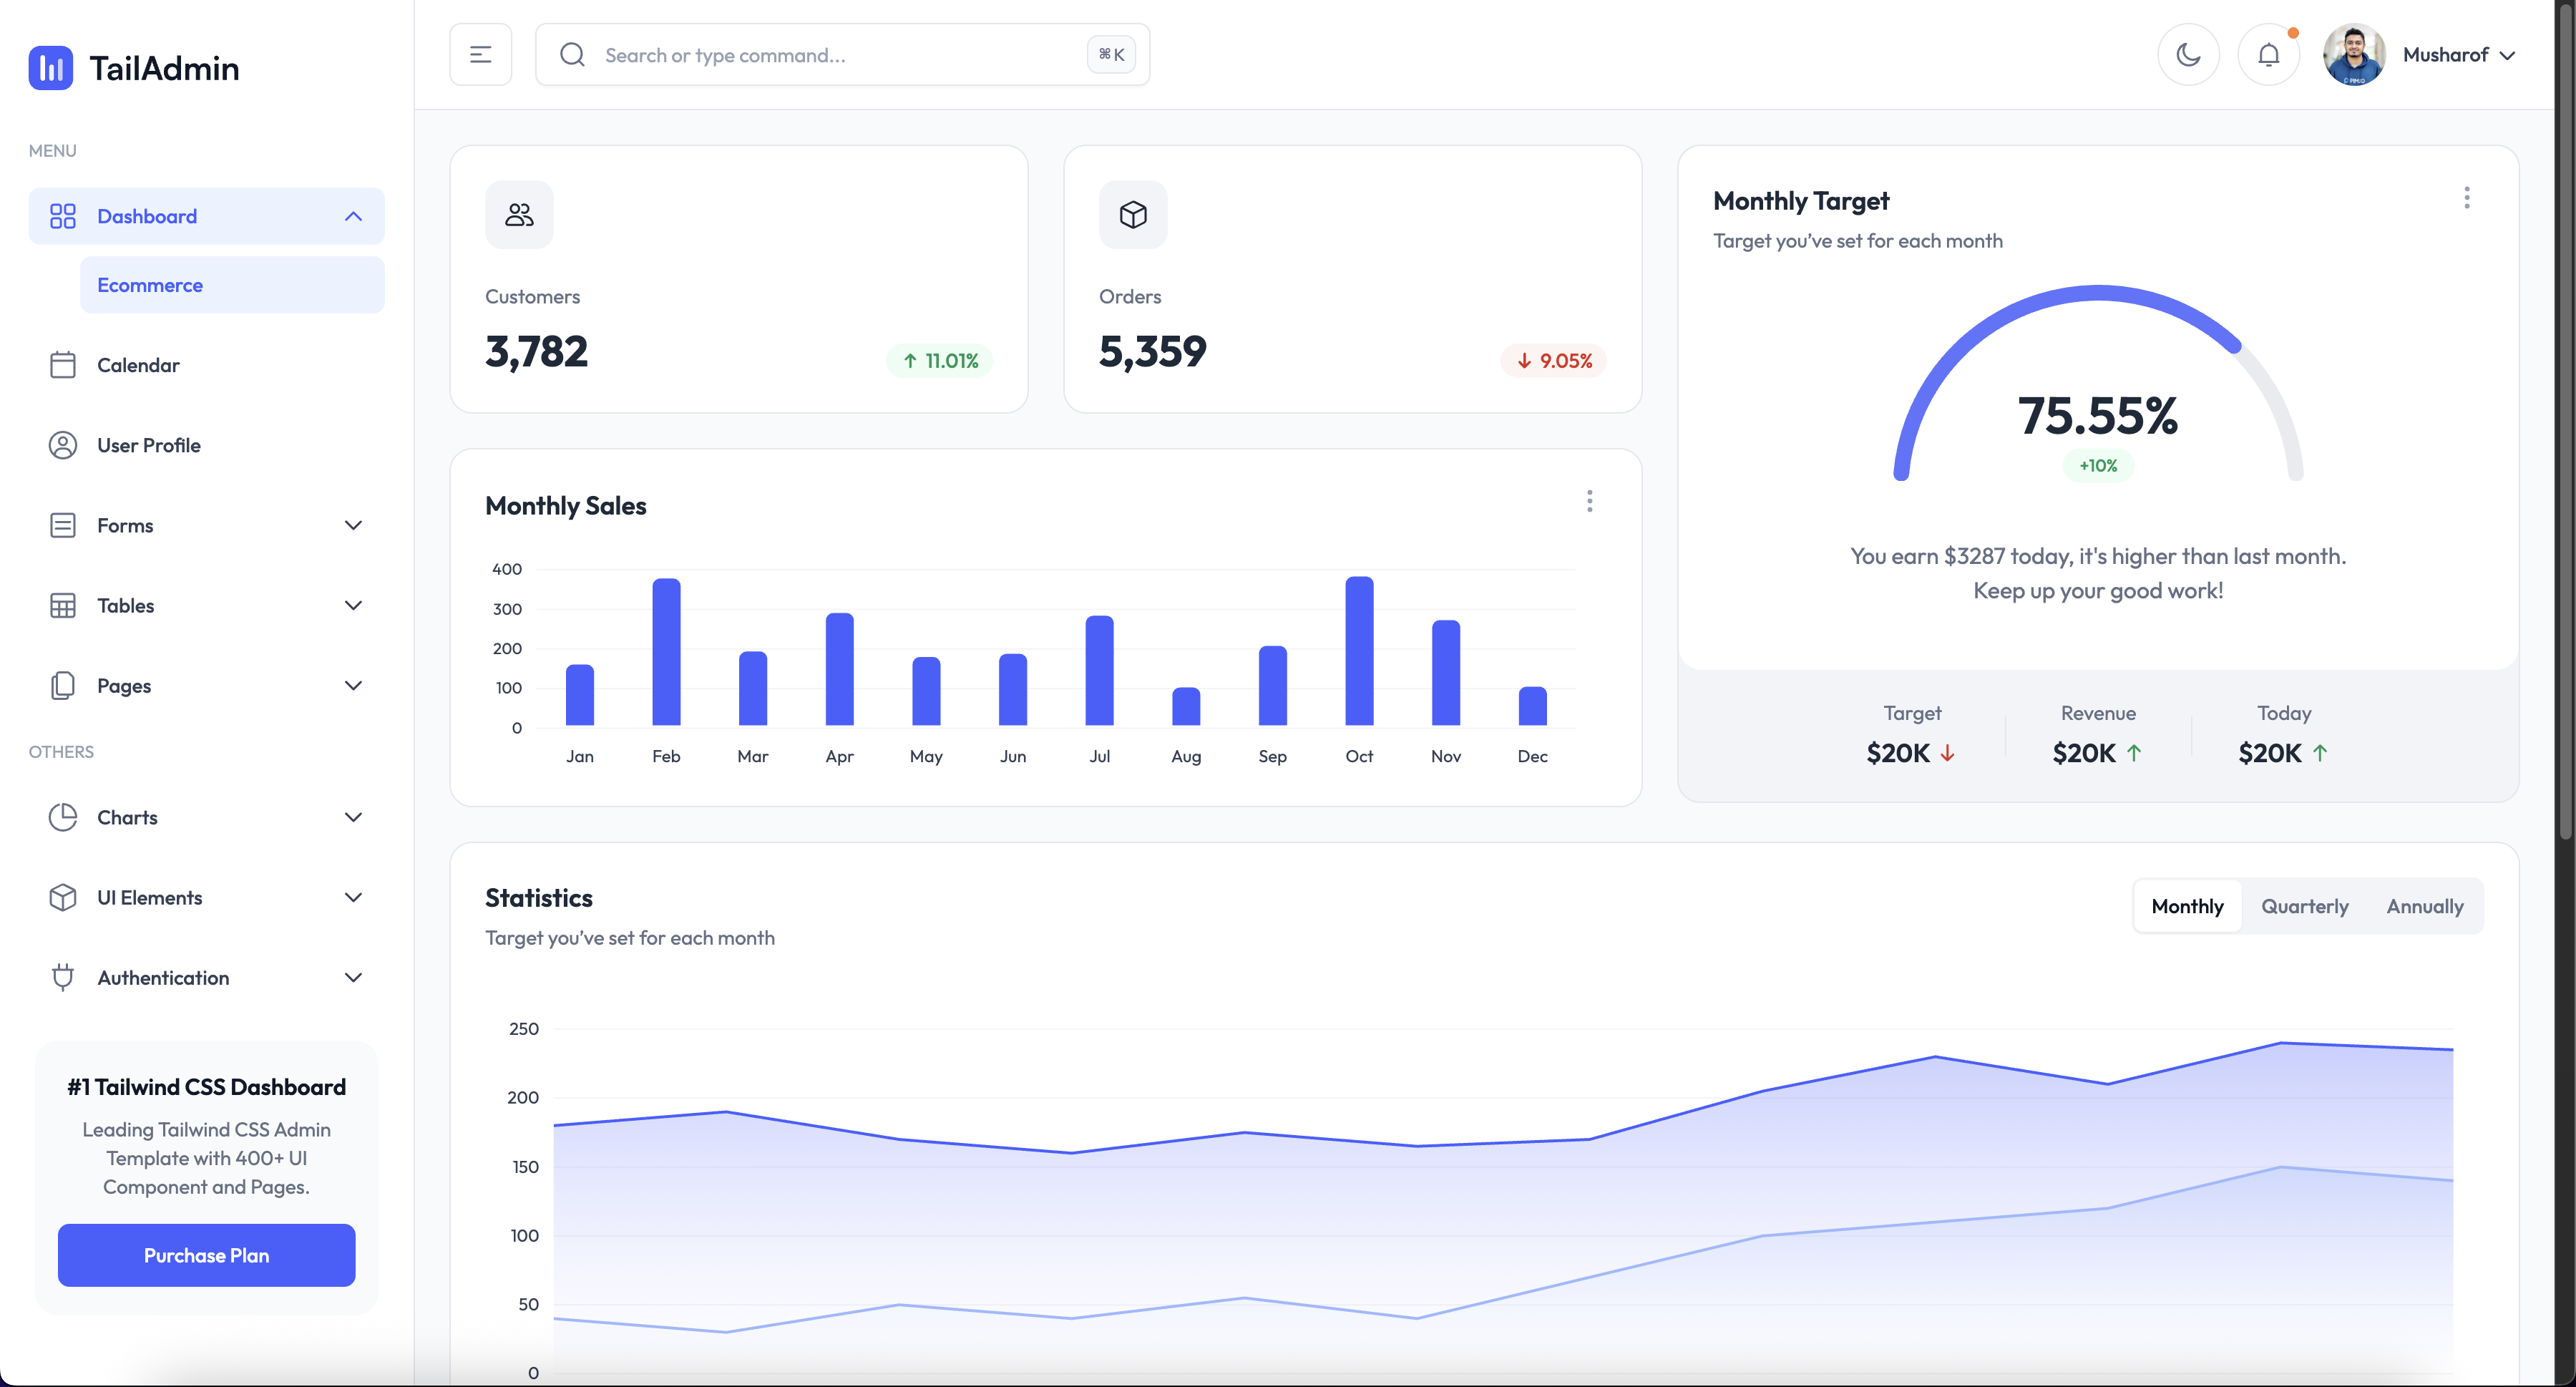 TailAdmin
MENU
Dashboard
Ecommerce
Calendar
User Profile
Forms
Tables
Pages
OTHERS
Charts
UI Elements
Authentication
#1 Tailwind CSS Dashboard
Leading Tailwind CSS Admin
Template with 400+ UI
Component and Pages.
Purchase Plan
Search or type command...
⌘K
Musharof
Customers
3,782
↑ 11.01%
Orders
5,359
↓ 9.05%
Monthly Sales
400
300
200
100
0
Jan Feb Mar Apr May Jun Jul Aug Sep Oct Nov Dec
Monthly Target
Target you’ve set for each month
75.55%
+10%
You earn $3287 today, it's higher than last month.
Keep up your good work!
Target Revenue Today
$20K ↓ $20K ↑ $20K ↑
Statistics
Target you’ve set for each month
Monthly Quarterly Annually
250
200
150
100
50
0